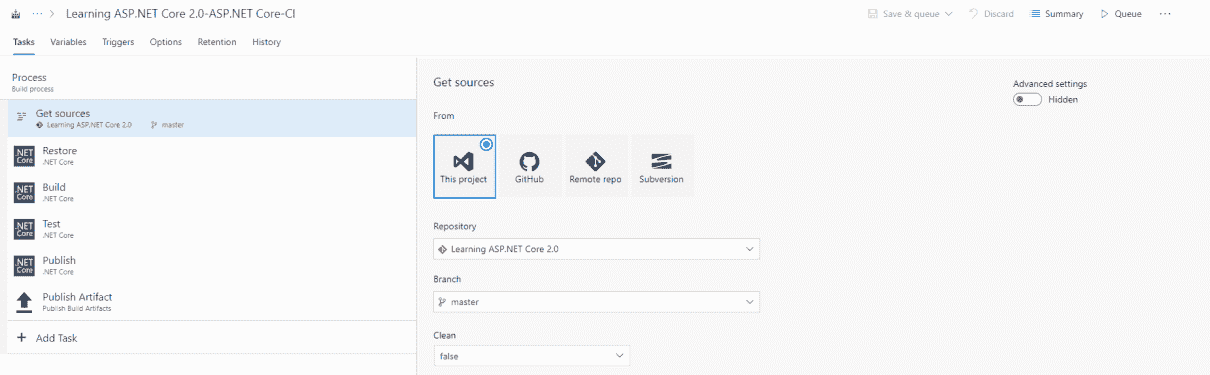 Learning ASP.NET Core 2.0-ASP.NET Core-CI
Save & queue
Discard
Summary
Queue
Tasks
Variables
Triggers
Options
Retention
History
Process
Build process
Get sources
Learning ASP.NET Core 2.0
master
.NET Core
Restore
.NET Core
.NET Core
Build
.NET Core
.NET Core
Test
.NET Core
.NET Core
Publish
.NET Core
Publish Artifact
Publish Build Artifacts
+ Add Task
Get sources
Advanced settings
Hidden
From
This project
GitHub
Remote repo
Subversion
Repository
Learning ASP.NET Core 2.0
Branch
master
Clean
false